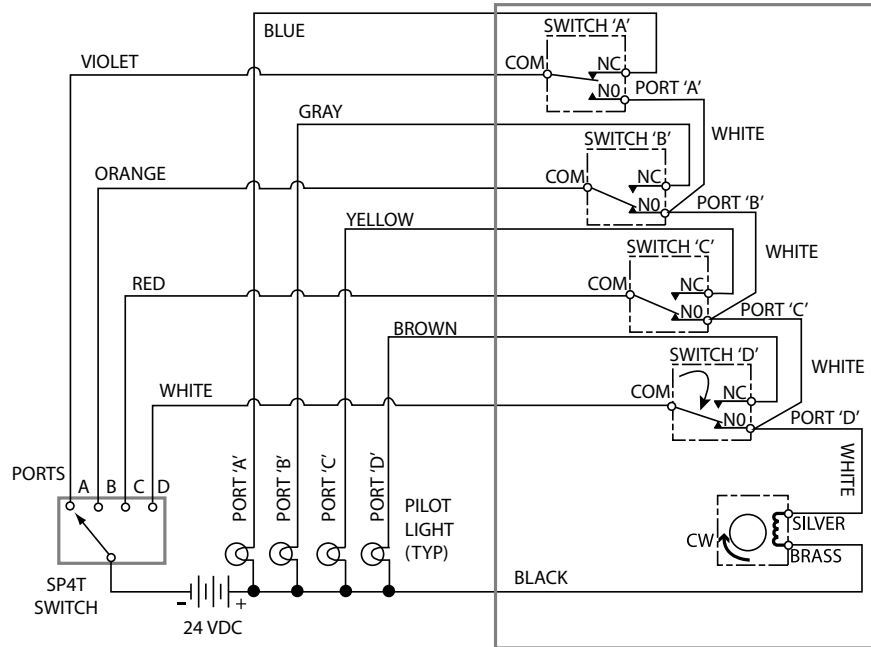 BLUE
SWITCH ‘A’
VIOLET
COM
NC
N0
PORT ‘A’
GRAY
WHITE
SWITCH ‘B’
ORANGE
COM
NC
N0
PORT ‘B’
YELLOW
WHITE
SWITCH ‘C’
RED
COM
NC
N0
PORT ‘C’
BROWN
WHITE
SWITCH ‘D’
WHITE
COM
NC
N0
PORT ‘D’
WHITE
PORTS
A B C D
PORT ‘A’
PORT ‘B’
PORT ‘C’
PORT ‘D’
PILOT
LIGHT
(TYP)
SILVER
CW
BRASS
SP4T
SWITCH
BLACK
- +
24 VDC